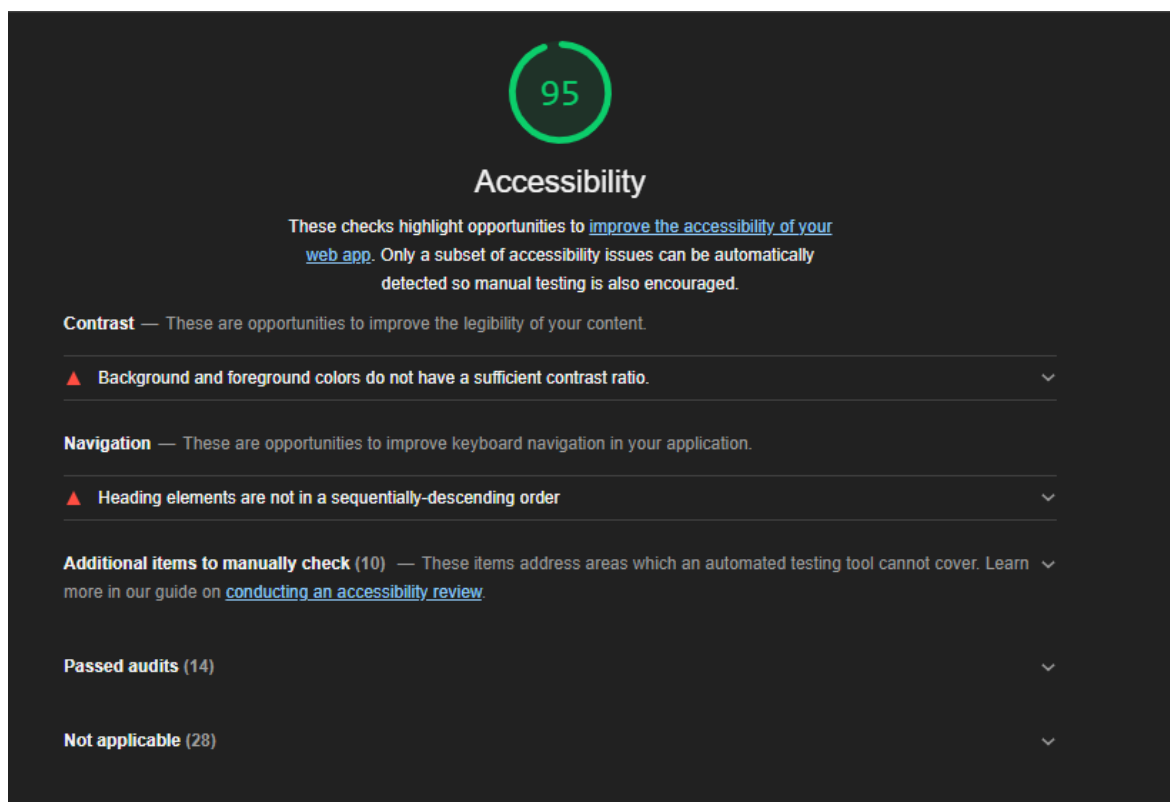 95
Accessibility
These checks highlight opportunities to improve the accessibility of your
web app. Only a subset of accessibility issues can be automatically
detected so manual testing is also encouraged.
Contrast — These are opportunities to improve the legibility of your content.
Background and foreground colors do not have a sufficient contrast ratio.
Navigation — These are opportunities to improve keyboard navigation in your application.
Heading elements are not in a sequentially-descending order
Additional items to manually check (10) — These items address areas which an automated testing tool cannot cover. Learn
more in our guide on conducting an accessibility review.
Passed audits (14)
Not applicable (28)